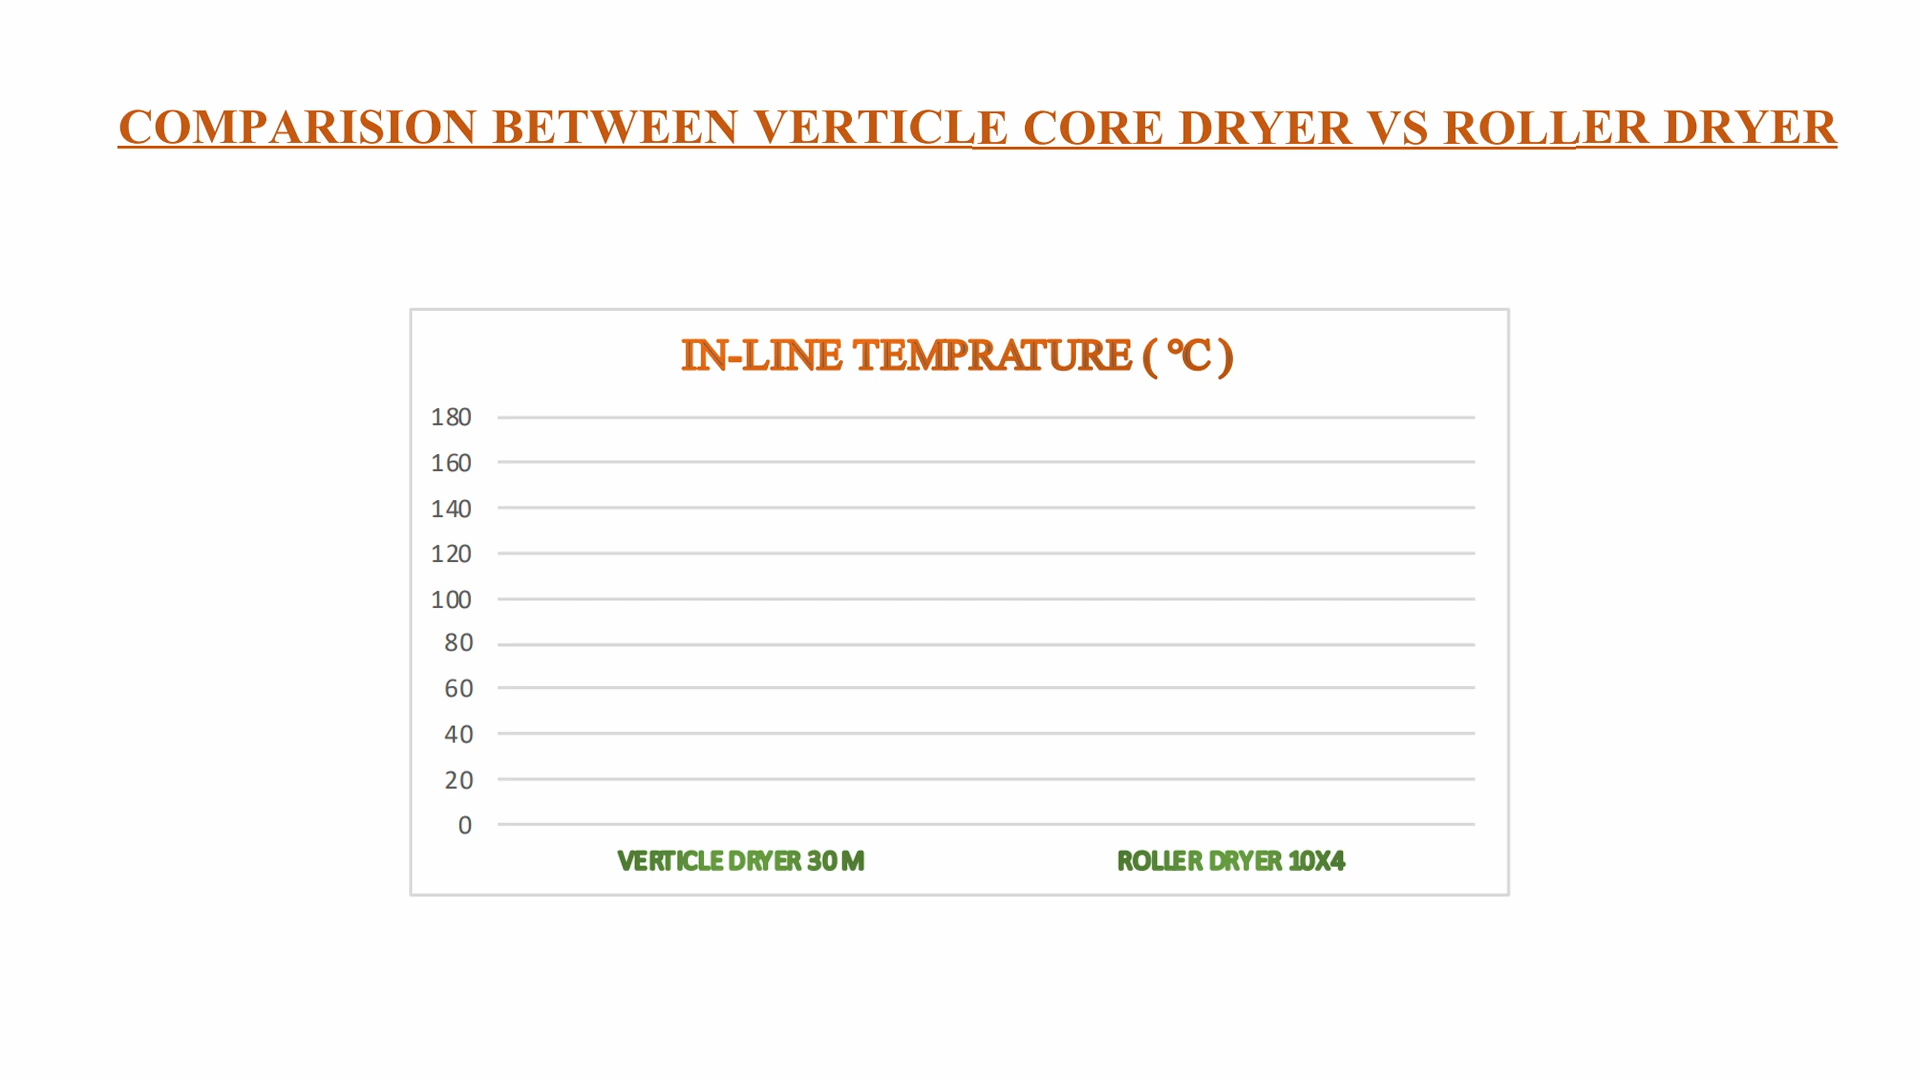 COMPARISION BETWEEN VERTICLE CORE DRYER VS ROLLER DRYER
IN-LINE TEMPRATURE ( °C )
180
160
140
120
100
80
60
40
20
0
VERTICLE DRYER 30 M
ROLLER DRYER 10X4